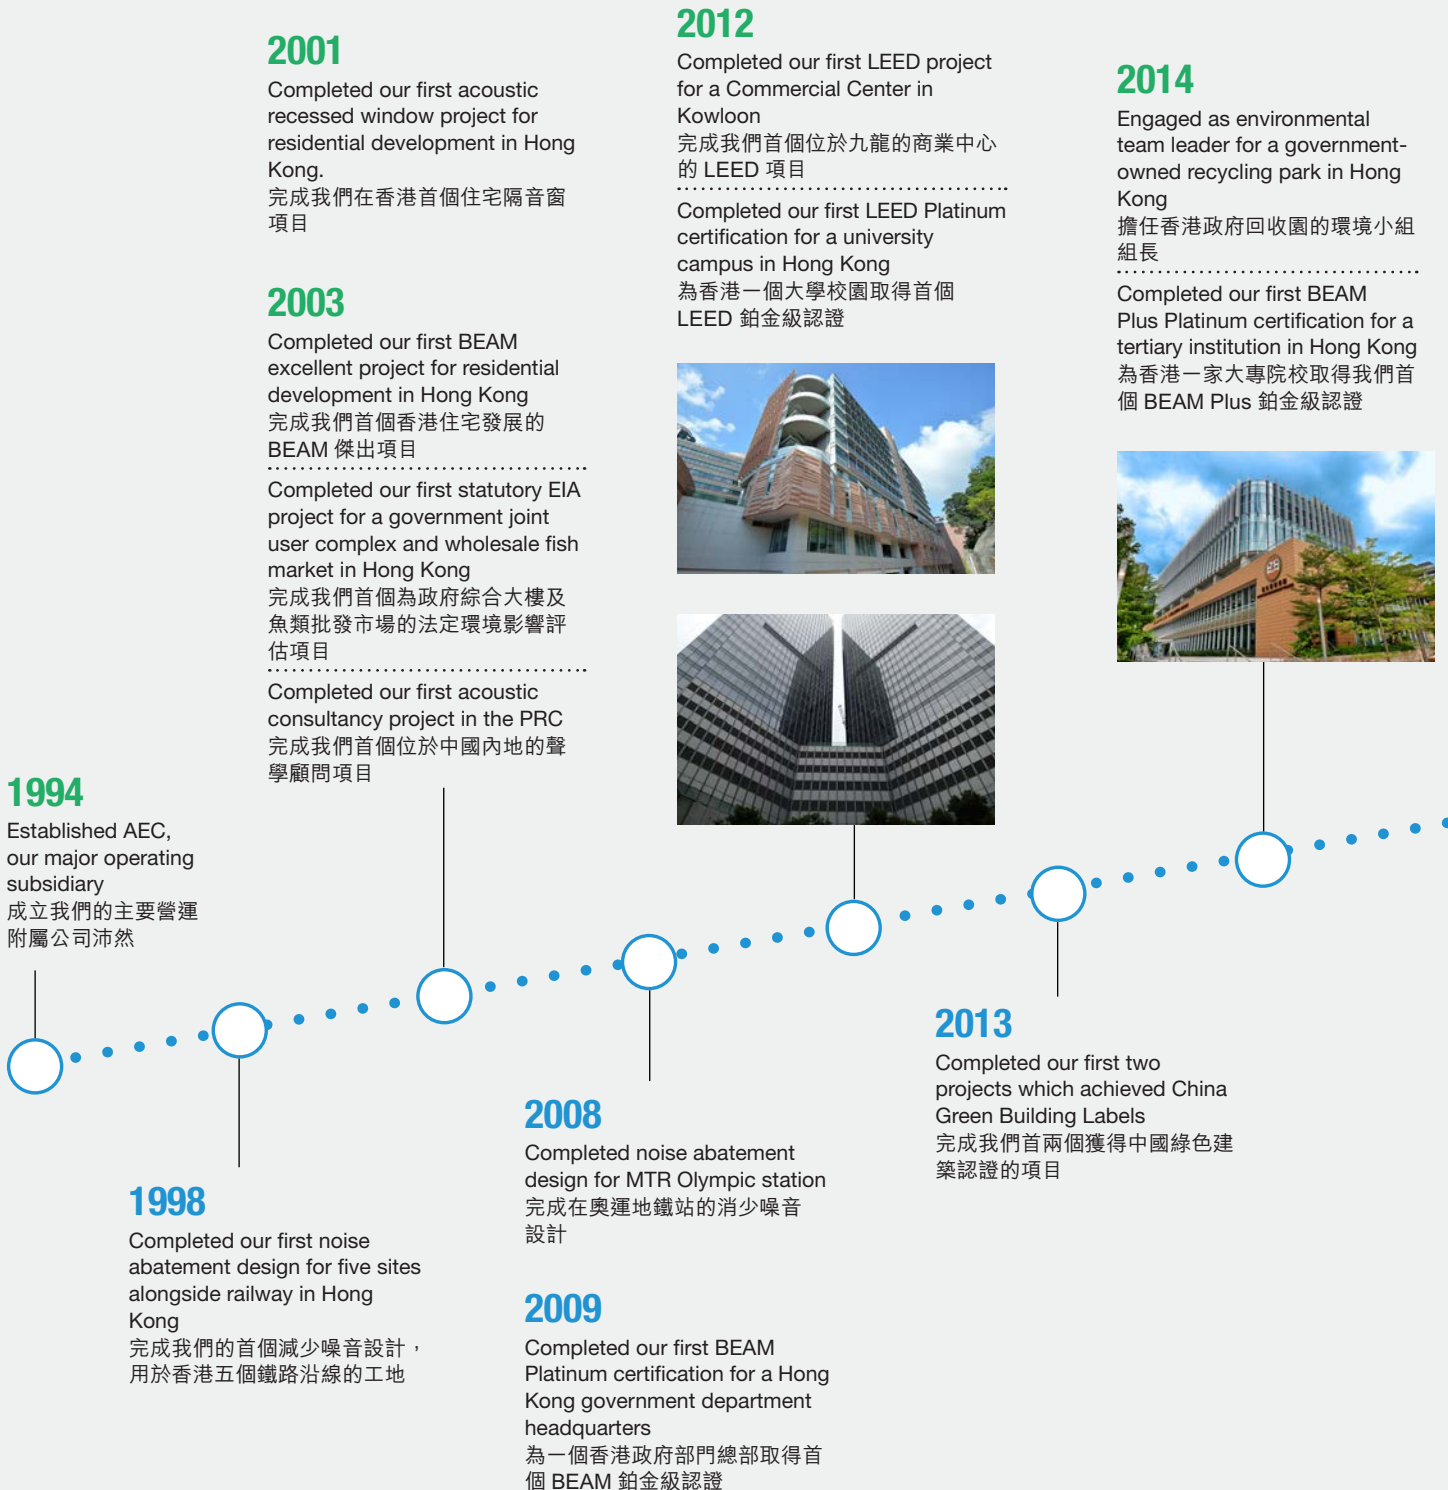 1994
Established AEC,
our major operating
subsidiary
成立我們的主要營運
附屬公司沛然
1998
Completed our first noise
abatement design for five sites
alongside railway in Hong
Kong
完成我們的首個減少噪音設計，
用於香港五個鐵路沿線的工地
2001
Completed our first acoustic
recessed window project for
residential development in Hong
Kong.
完成我們在香港首個住宅隔音窗
項目
2003
Completed our first BEAM
excellent project for residential
development in Hong Kong
完成我們首個香港住宅發展的
BEAM 傑出項目
Completed our first statutory EIA
project for a government joint
user complex and wholesale fish
market in Hong Kong
完成我們首個為政府綜合大樓及
魚類批發市場的法定環境影響評
估項目
Completed our first acoustic
consultancy project in the PRC
完成我們首個位於中國內地的聲
學顧問項目
2008
Completed noise abatement
design for MTR Olympic station
完成在奧運地鐵站的消少噪音
設計
2009
Completed our first BEAM
Platinum certification for a Hong
Kong government department
headquarters
為一個香港政府部門總部取得首
個 BEAM 鉑金級認證
2012
Completed our first LEED project
for a Commercial Center in
Kowloon
完成我們首個位於九龍的商業中心
的 LEED 項目
Completed our first LEED Platinum
certification for a university
campus in Hong Kong
為香港一個大學校園取得首個
LEED 鉑金級認證
2013
Completed our first two
projects which achieved China
Green Building Labels
完成我們首兩個獲得中國綠色建
築認證的項目
2014
Engaged as environmental
team leader for a government-
owned recycling park in Hong
Kong
擔任香港政府回收園的環境小組
組長
Completed our first BEAM
Plus Platinum certification for a
tertiary institution in Hong Kong
為香港一家大專院校取得我們首
個 BEAM Plus 鉑金級認證